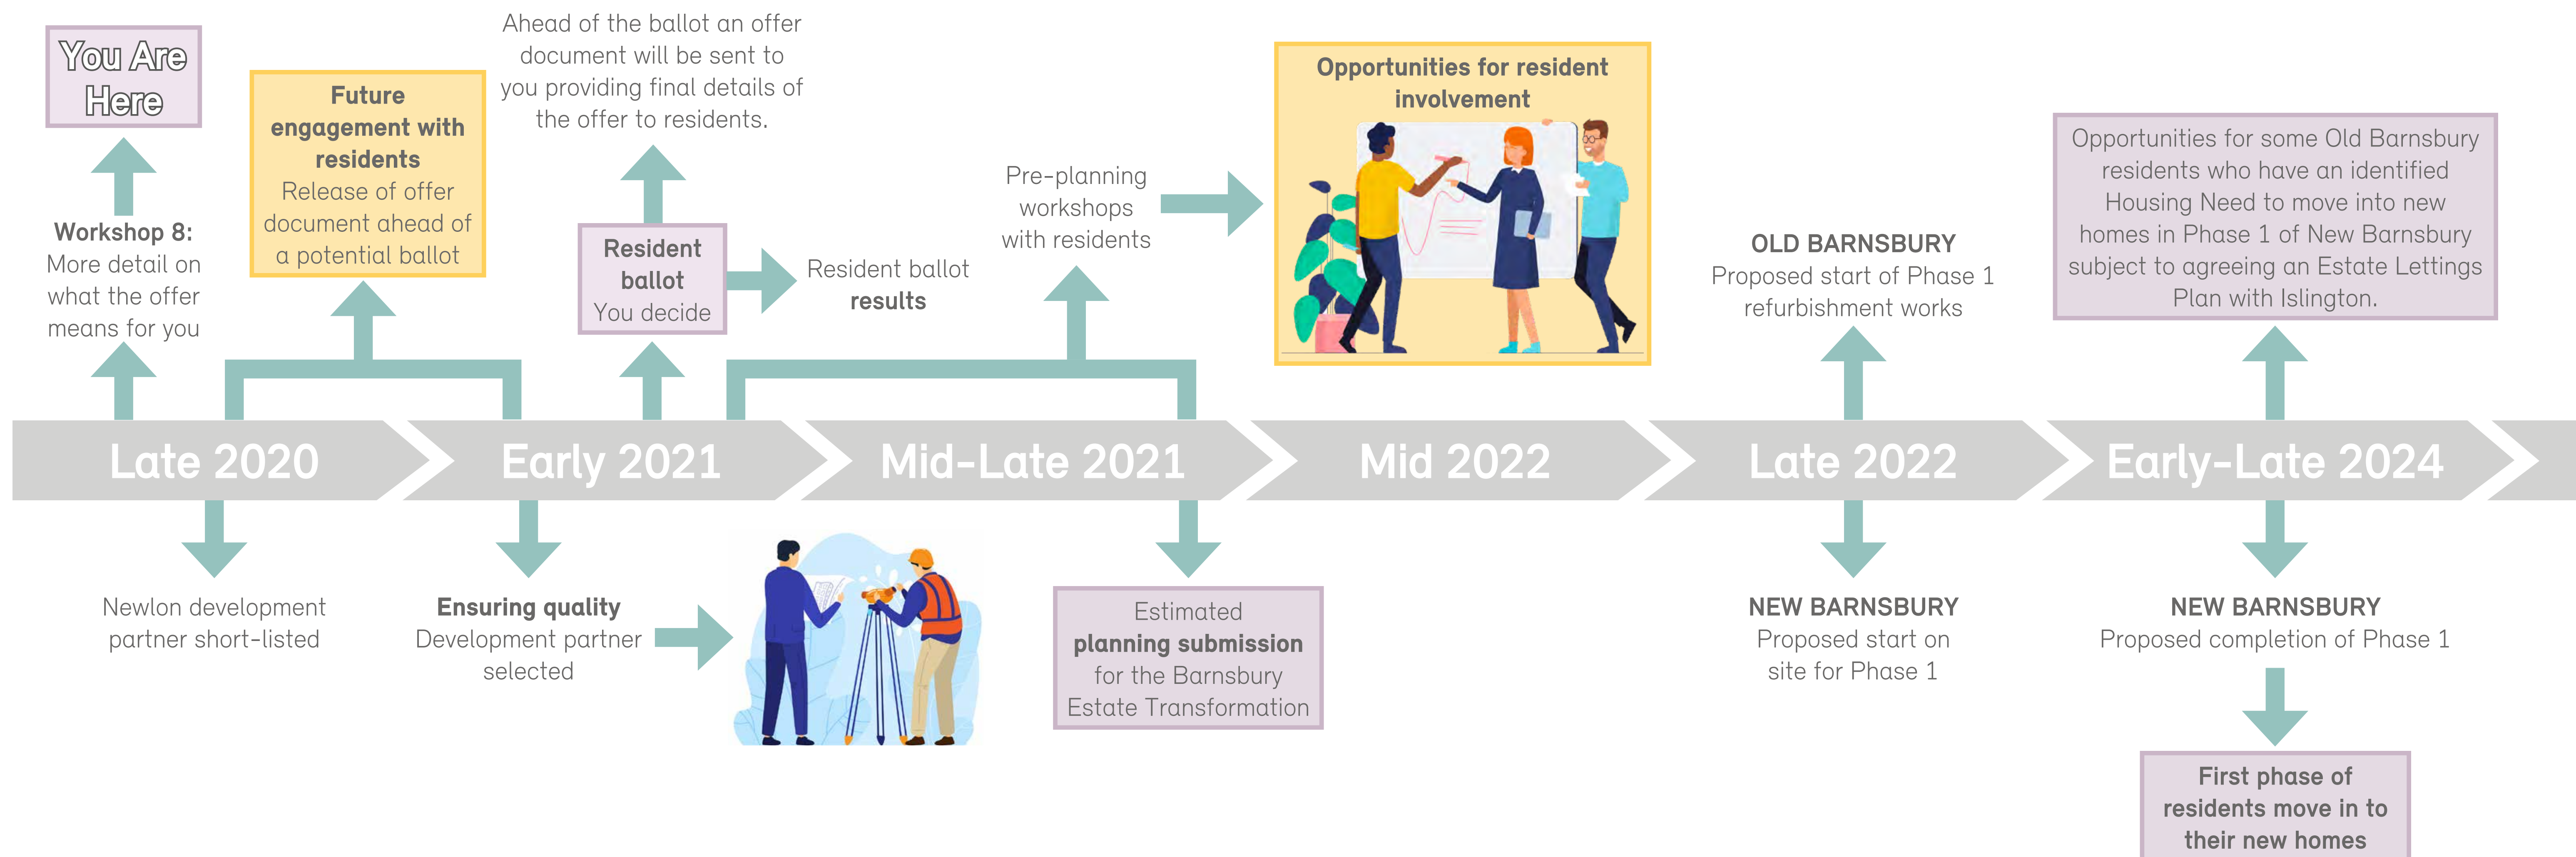 You Are
Here
Workshop 8:
More detail on
what the offer
means for you
Future
engagement with
residents
Release of offer
document ahead of
a potential ballot
Ahead of the ballot an offer
document will be sent to
you providing final details of
the offer to residents.
Resident
ballot
You decide
Resident ballot
results
Pre-planning
workshops
with residents
Opportunities for resident
involvement
OLD BARNSBURY
Proposed start of Phase 1
refurbishment works
Opportunities for some Old Barnsbury
residents who have an identified
Housing Need to move into new
homes in Phase 1 of New Barnsbury
subject to agreeing an Estate Lettings
Plan with Islington.
Late 2020
Early 2021
Mid-Late 2021
Mid 2022
Late 2022
Early-Late 2024
Newlon development
partner short-listed
Ensuring quality
Development partner
selected
Estimated
planning submission
for the Barnsbury
Estate Transformation
NEW BARNSBURY
Proposed start on
site for Phase 1
NEW BARNSBURY
Proposed completion of Phase 1
First phase of
residents move in to
their new homes